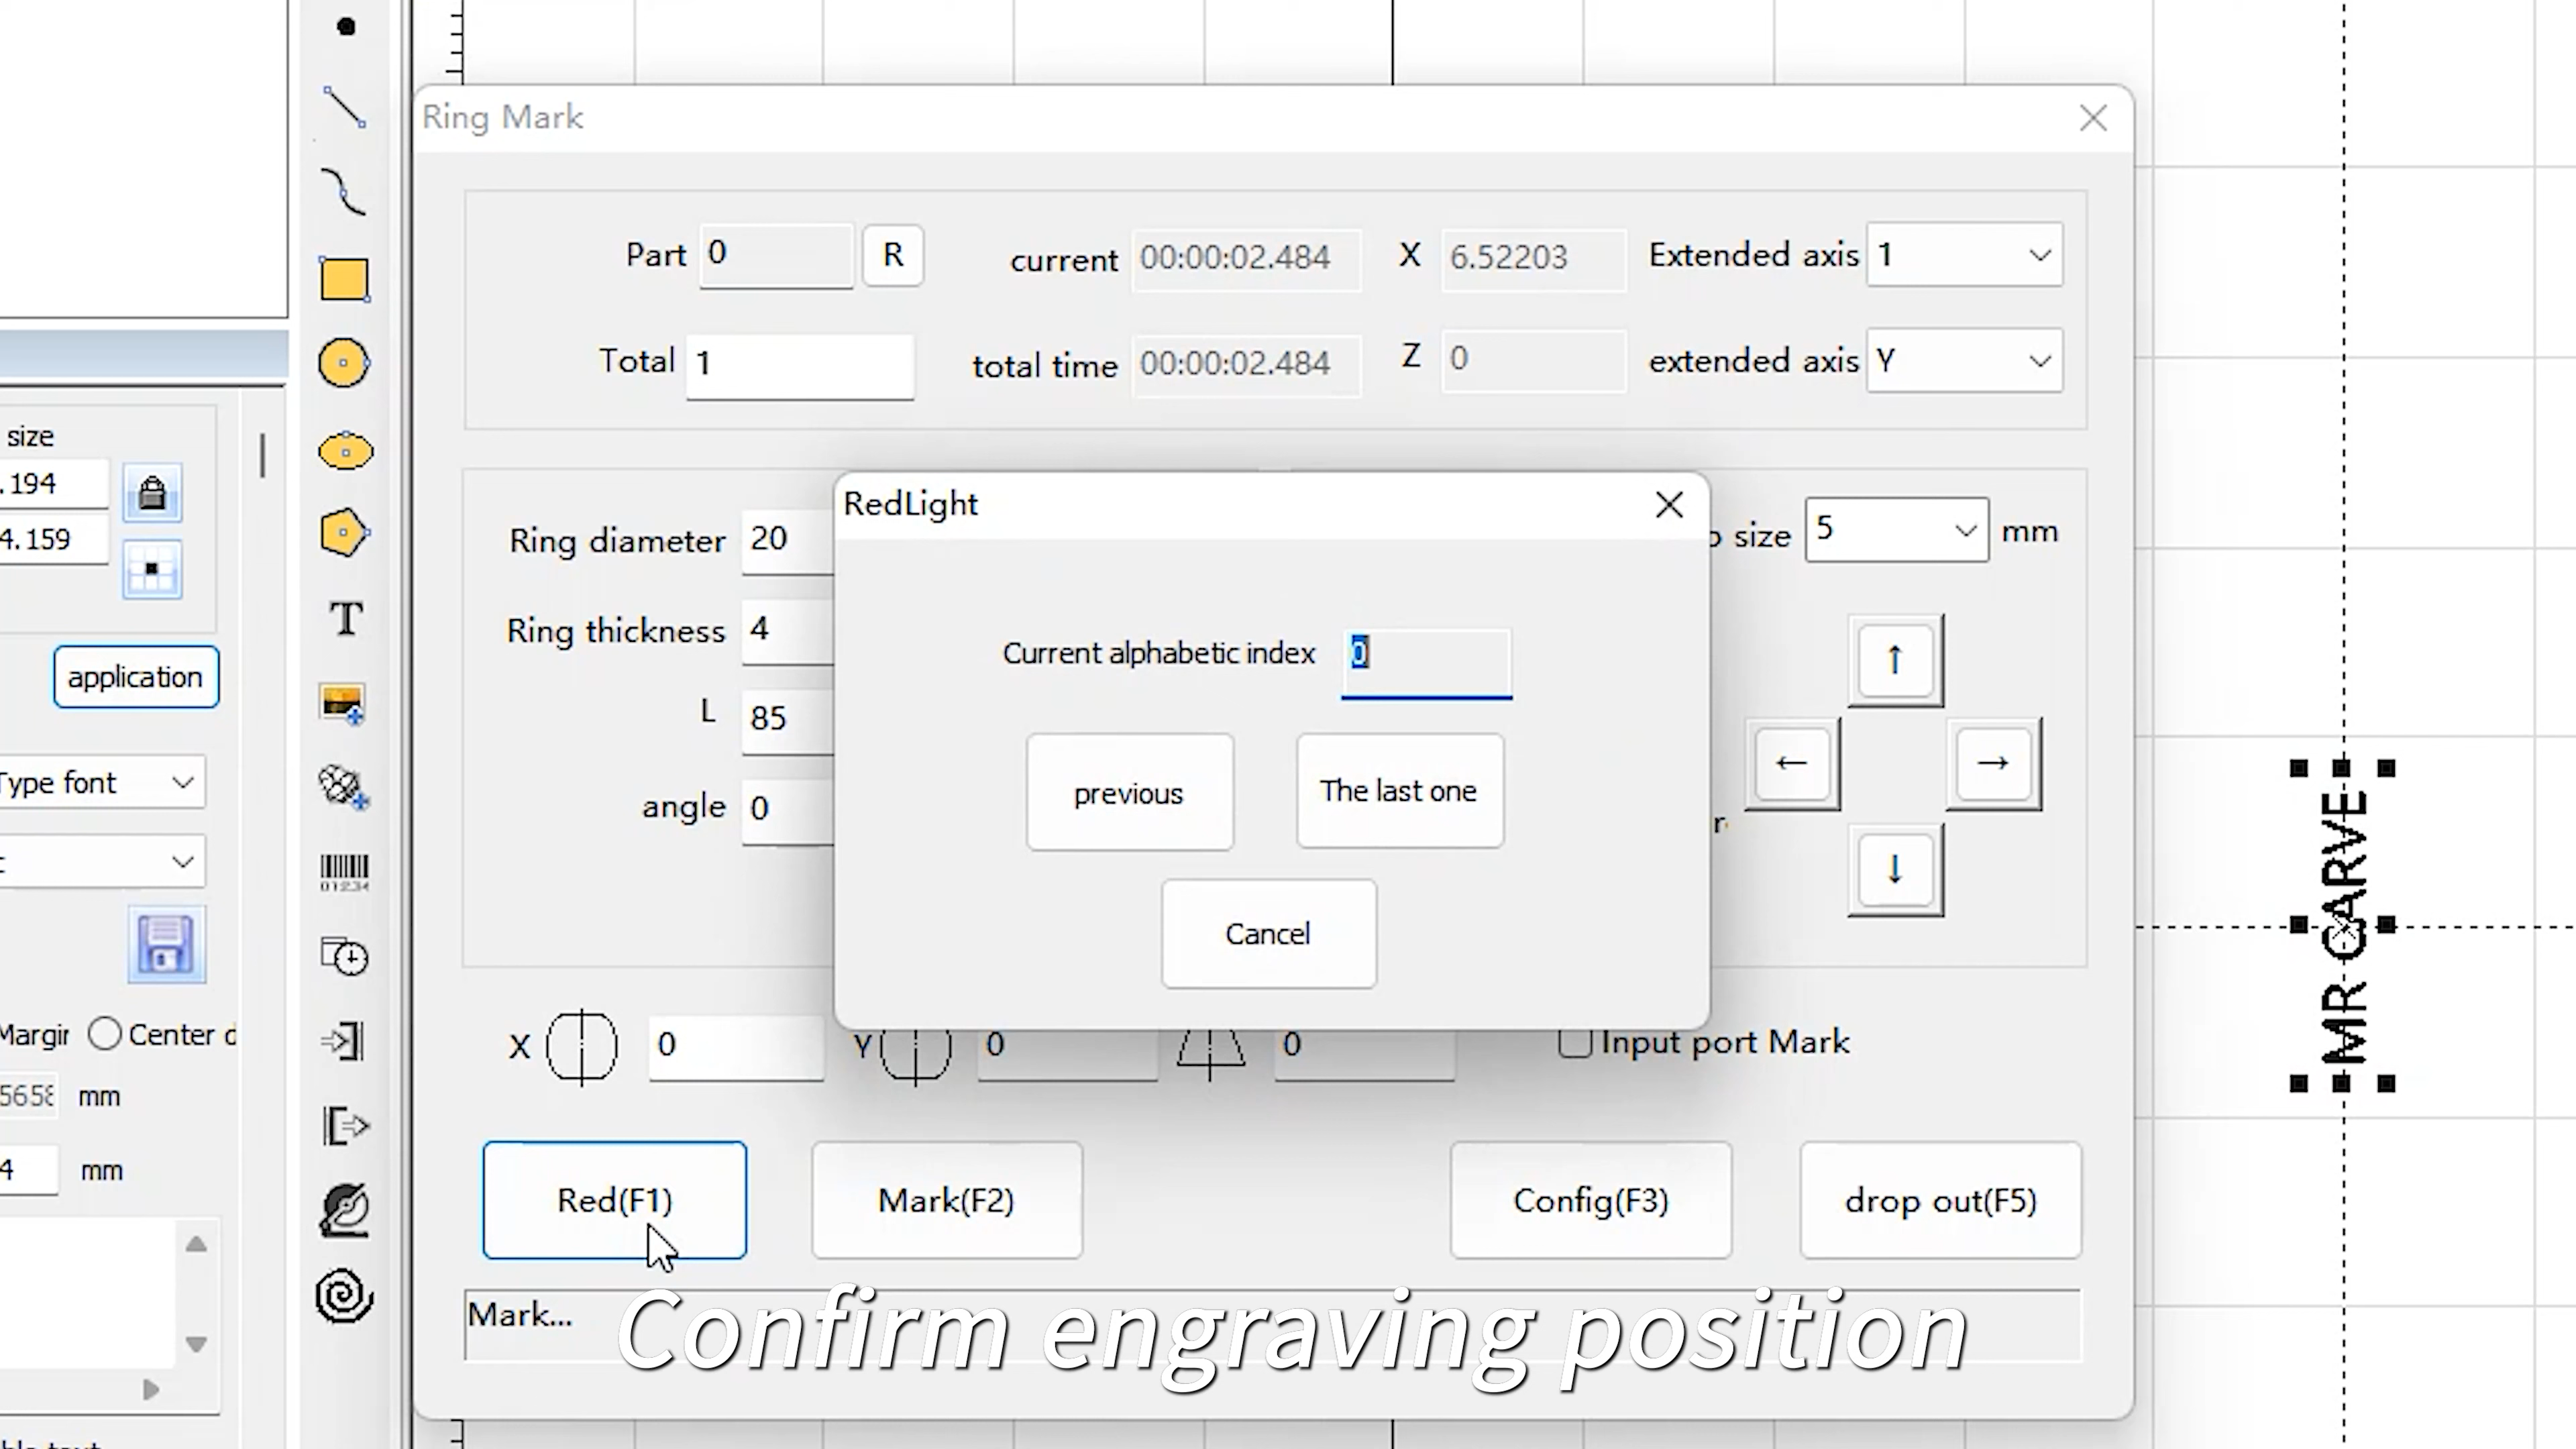 Ring Mark
Part 0 R current 00:00:02.484 X 6.52203 Extended axis 1
Total 1 total time 00:00:02.484 Z 0 extended axis Y
size
.194
4.159
application
Type font
Margin Center d
5658 mm
4 mm
01234
T
RedLight
Ring diameter 20
size 5 mm
Ring thickness 4
L 85
angle 0
Current alphabetic index 0
previous The last one
Cancel
X 0 Y 0 0 Input port Mark
Red(F1) Mark(F2) Config(F3) drop out(F5)
Mark...
Confirm engraving position
MR CARVE